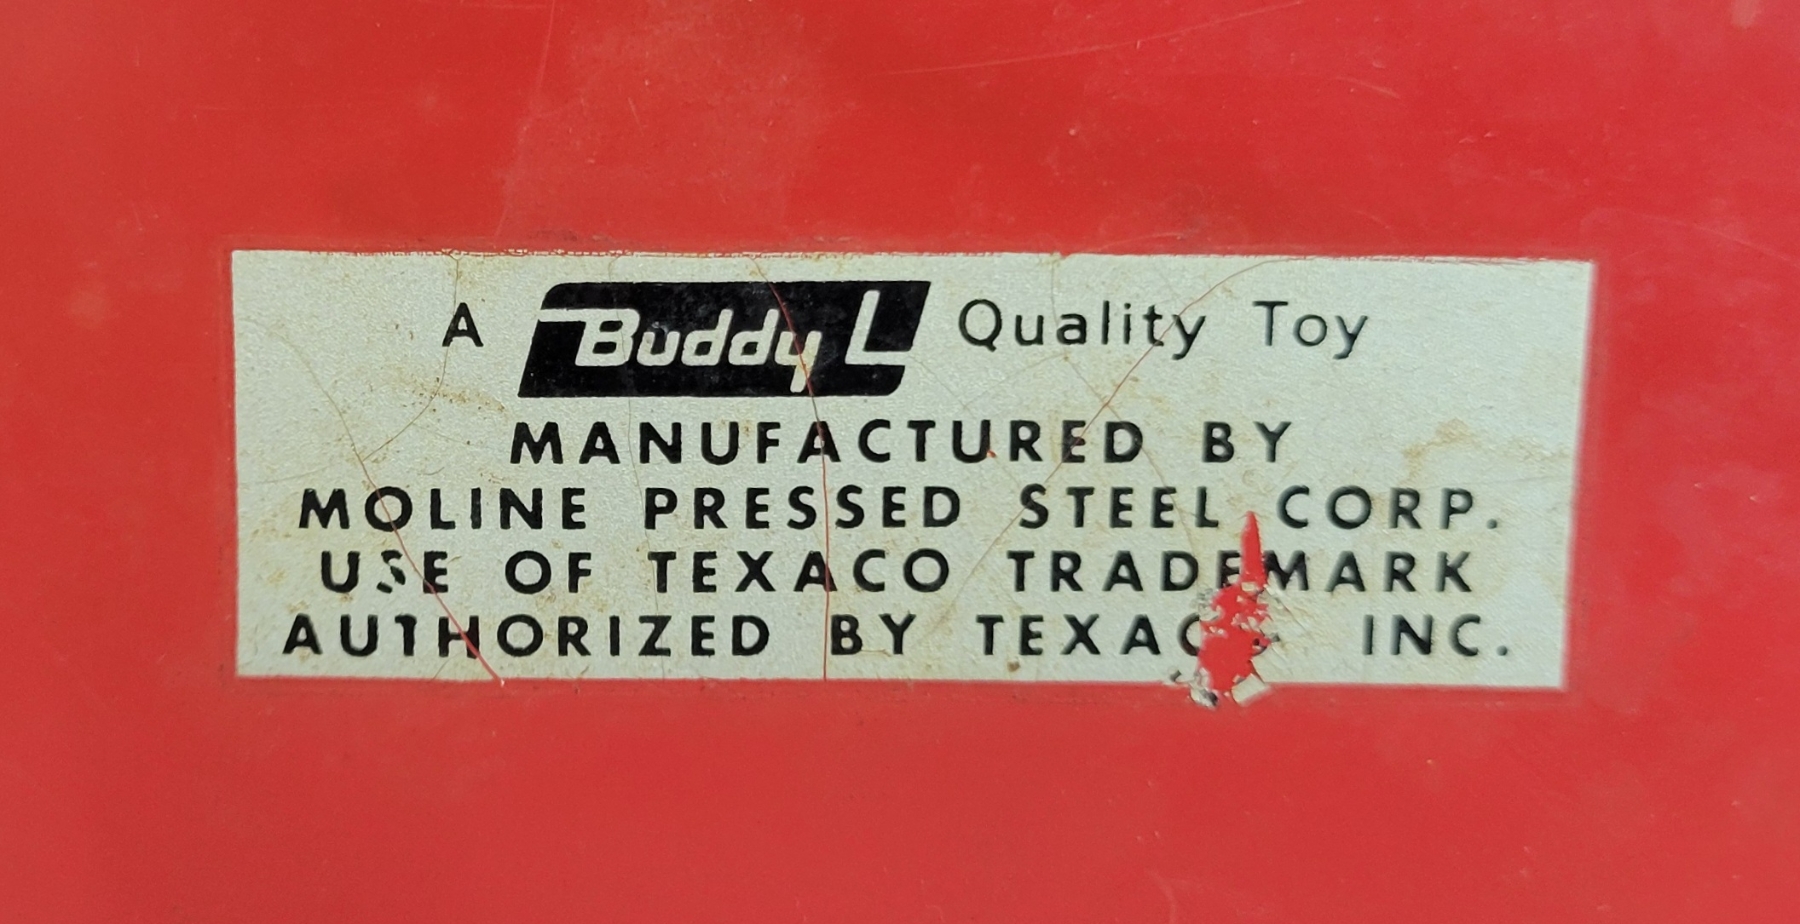 A Buddy L Quality Toy
MANUFACTURED BY
MOLINE PRESSED STEEL CORP.
USE OF TEXACO TRADEMARK
AUTHORIZED BY TEXACO INC.